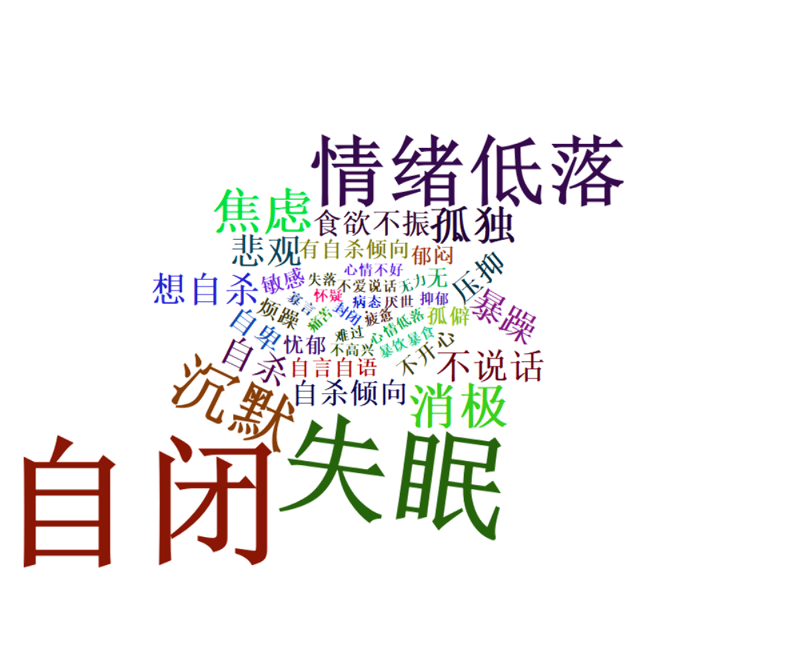 情绪低落
焦虑
食欲不振
孤独
悲观
有自杀倾向
郁闷
压抑
想自杀
敏感
失落
心情不好
不爱说话
无力
无
怀疑
病态
厌世
抑郁
暴躁
寡言
烦躁
痛苦
封闭
疲愈
孤僻
自卑
忧郁
难过
心情低落
不高兴
暴饮暴食
不开心
自杀
自言自语
不说话
沉默
自杀倾向
消极
自闭
失眠